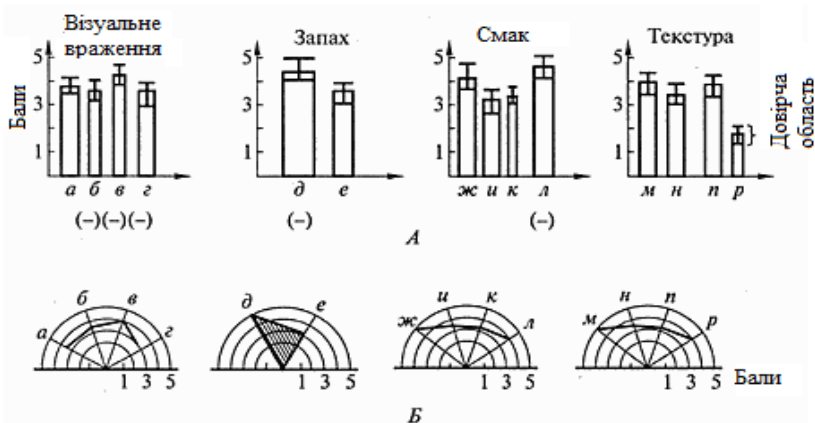 Візуальне
враження
Запах
Смак
Текстура
Бали
5
3
1
5
3
1
5
3
1
5
3
1
Довірча
область
а б в г
д е
ж и к л
м н п р
(–)(–)(–)
(–)
(–)
А
а б в г
д е
ж и к л
м н п р
1 3 5
1 3 5
1 3 5
1 3 5
Бали
Б